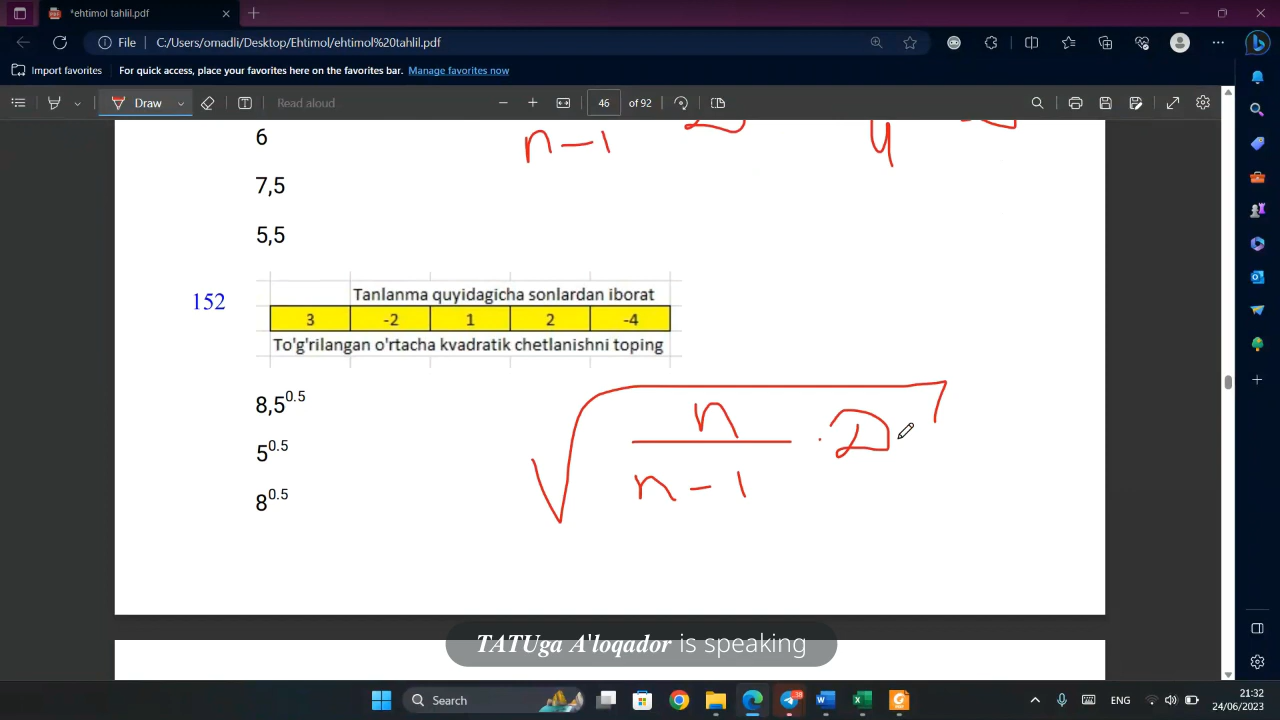 *ehtimol tahlil.pdf
File C:/Users/omadli/Desktop/Ehtimol/ehtimol%20tahlil.pdf
Import favorites For quick access, place your favorites here on the favorites bar. Manage favorites now
Draw Read aloud 46 of 92
6
n-1 4
7,5
5,5
152
Tanlanma quyidagicha sonlardan iborat
3 -2 1 2 -4
To'g'rilangan o'rtacha kvadratik chetlanishni toping
8,5^0.5
5^0.5
8^0.5
√ n
· D
n - 1
TATUga A'loqador is speaking
Search
38
ENG
21:32
24/06/2023